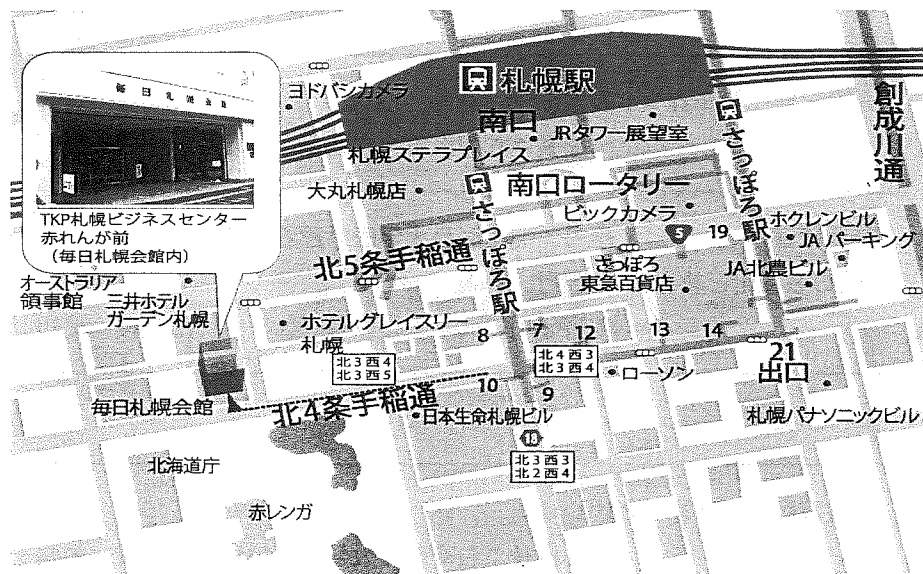 札幌駅
ヨドバシカメラ
南口
JRタワー展望室
札幌ステラプレイス
大丸札幌店
南口ロータリー
ビックカメラ
さっぽろ駅
さっぽろ駅
創成川通
毎日札幌会館
TKP札幌ビジネスセンター
赤れんが前
(毎日札幌会館内)
5
19
ホクレンビル
JAパーキング
北5条手稲通
さっぽろ
東急百貨店
JA北農ビル
オーストラリア
領事館
三井ホテル
ガーデン札幌
ホテルグレイスリー
札幌
8
7
12
13
14
21
出口
北3西4
北3西5
北4西3
北3西4
ローソン
10
9
毎日札幌会館
北4条手稲通
日本生命札幌ビル
札幌パナソニックビル
18
北3西3
北2西4
北海道庁
赤レンガ